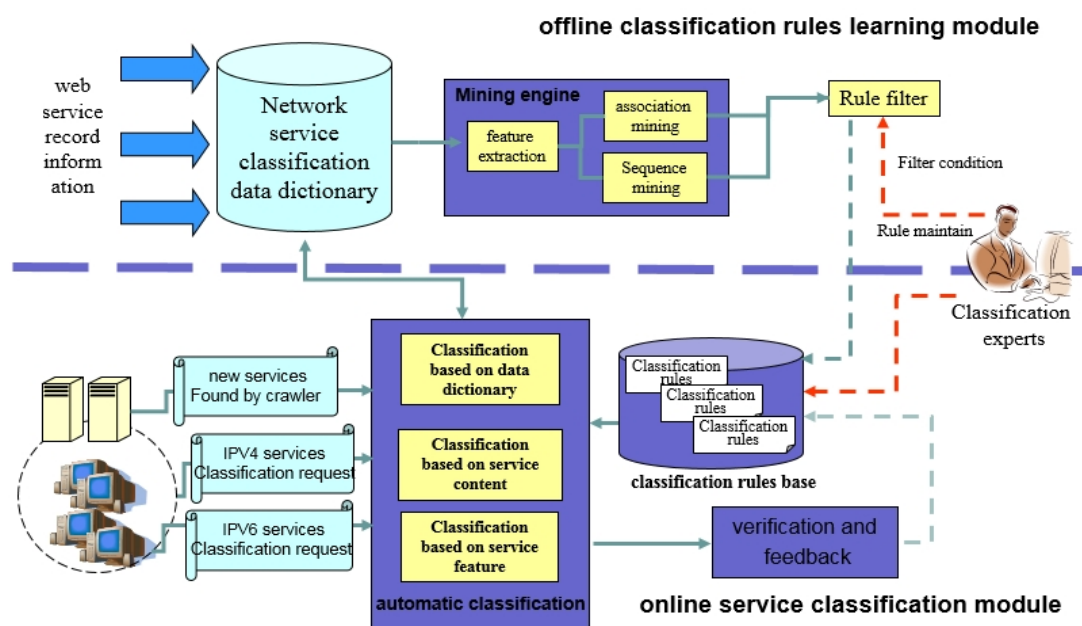 offline classification rules learning module
web
service
record
inform
ation
Network
service
classification
data dictionary
Mining engine
feature
extraction
association
mining
Sequence
mining
Rule filter
Filter condition
Rule maintain
Classification
experts
new services
Found by crawler
IPV4 services
Classification request
IPV6 services
Classification request
Classification
based on data
dictionary
Classification
based on service
content
Classification
based on service
feature
automatic classification
Classification
rules
Classification
rules
Classification
rules
classification rules base
verification and
feedback
online service classification module